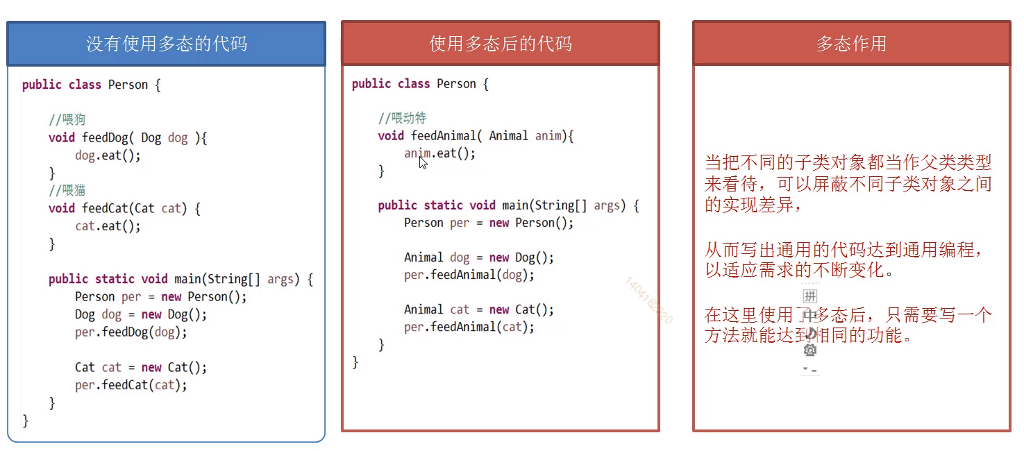 没有使用多态的代码
public class Person {
//喂狗
void feedDog( Dog dog ){
dog.eat();
}
//喂猫
void feedCat(Cat cat) {
cat.eat();
}
public static void main(String[] args) {
Person per = new Person();
Dog dog = new Dog();
per.feedDog(dog);
Cat cat = new Cat();
per.feedCat(cat);
}
}
使用多态后的代码
public class Person {
//喂动特
void feedAnimal( Animal anim){
anim.eat();
}
public static void main(String[] args) {
Person per = new Person();
Animal dog = new Dog();
per.feedAnimal(dog);
Animal cat = new Cat();
per.feedAnimal(cat);
}
}
多态作用
当把不同的子类对象都当作父类类型
来看待，可以屏蔽不同子类对象之间
的实现差异，
从而写出通用的代码达到通用编程，
以适应需求的不断变化。
在这里使用了多态后，只需要写一个
方法就能达到相同的功能。
拼
中